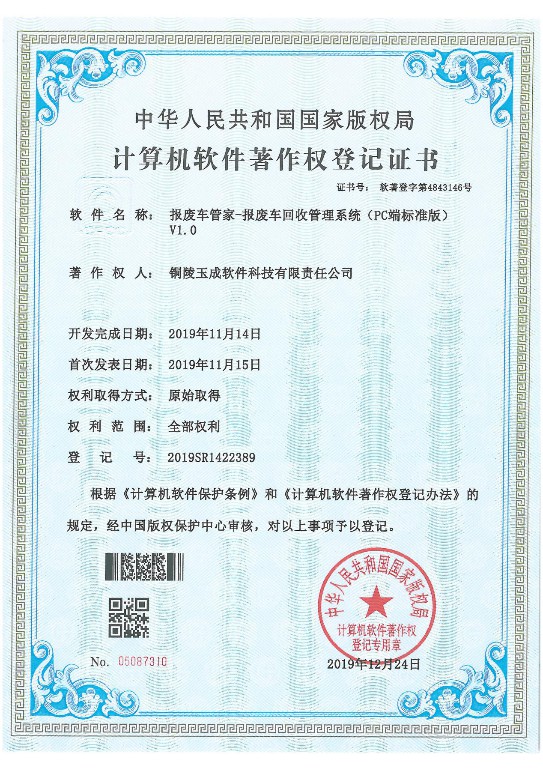 中华人民共和国国家版权局
计算机软件著作权登记证书
证书号： 软著登字第4843146号
软件名称： 报废车管家-报废车回收管理系统（PC端标准版）
V1.0
著作权人： 铜陵玉成软件科技有限责任公司
开发完成日期： 2019年11月14日
首次发表日期： 2019年11月15日
权利取得方式： 原始取得
权利范围： 全部权利
登记号： 2019SR1422389
根据《计算机软件保护条例》和《计算机软件著作权登记办法》的
规定，经中国版权保护中心审核，对以上事项予以登记。
中华人民共和国国家版权局
计算机软件著作权
登记专用章
No. 05087310
2019年12月24日